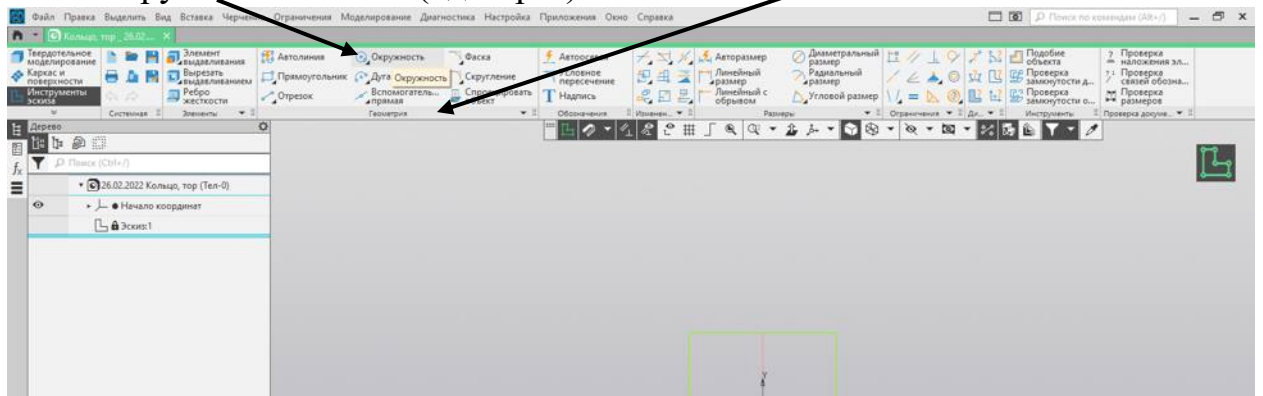 Файл Правка Выделить Вид Вставка Черчение Ограничения Моделирование Диагностика Настройка Приложения Окно Справка
Поиск по командам (Alt+/)
Кольцо, тор _ 26.02....
Твердотельное моделирование
Элемент выдавливания
Автолиния
Окружность
Фаска
Автоосевая
Авторазмер
Диаметральный размер
Подобие объекта
Проверка наложения эл...
Каркас и поверхности
Вырезать выдавливанием
Прямоугольник
Дуга
Окружность
Скругление
Условное пересечение
Линейный размер
Радиальный размер
Проверка замкнутости д...
Проверка связей обозна...
Инструменты эскиза
Ребро жесткости
Отрезок
Вспомогатель... прямая
Надпись
Линейный с обрывом
Угловой размер
Проверка замкнутости о...
Проверка размеров
Системная
Элементы
Геометрия
Обозначения
Изменен...
Размеры
Ограничения
Ди...
Инструменты
Проверка докуме...
Дерево
Поиск (Ctrl+/)
26.02.2022 Кольцо, тор (Тел-0)
Начало координат
Эскиз:1
Y